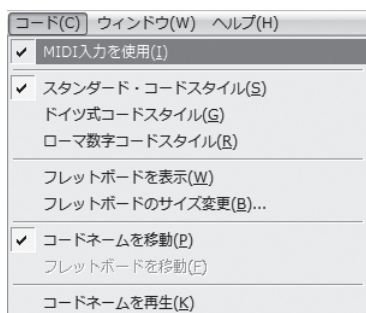 コード(C) ウィンドウ(W) ヘルプ(H)
MIDI入力を使用(I)
スタンダード・コードスタイル(S)
ドイツ式コードスタイル(G)
ローマ数字コードスタイル(R)
フレットボードを表示(W)
フレットボードのサイズ変更(B)...
コードネームを移動(P)
フレットボードを移動(F)
コードネームを再生(K)